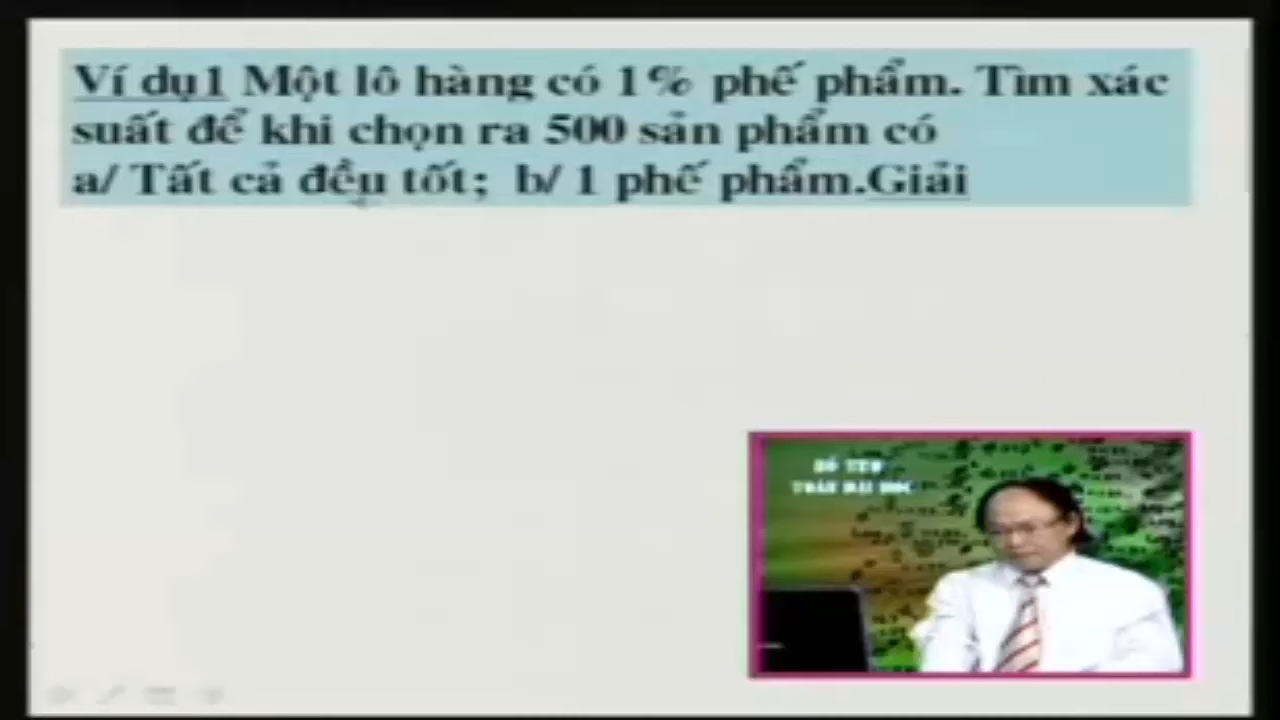 Ví dụ1 Một lô hàng có 1% phế phẩm. Tìm xác
suất để khi chọn ra 500 sản phẩm có
a/ Tất cả đều tốt; b/ 1 phế phẩm.Giải